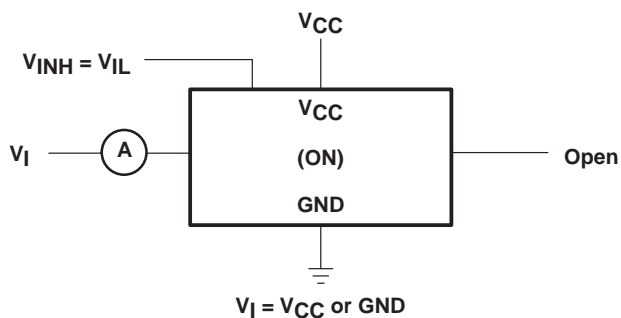 VCC
VINH = VIL
VCC
VI
A
(ON)
Open
GND
VI = VCC or GND